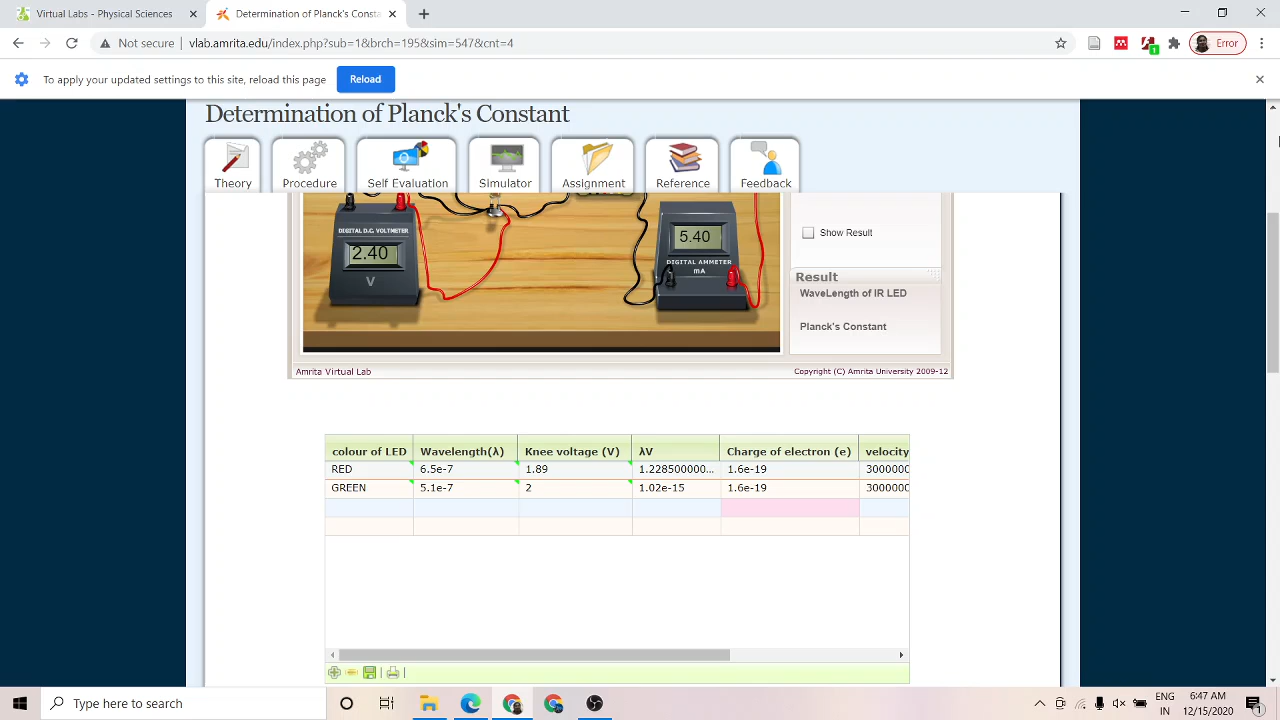 Virtual Labs - Physical Sciences
Determination of Planck's Consta
Not secure vlab.amrita.edu/index.php?sub=1&brch=195&sim=547&cnt=4
Error
To apply your updated settings to this site, reload this page Reload
Determination of Planck's Constant
Theory Procedure Self Evaluation Simulator Assignment Reference Feedback
DIGITAL D.C. VOLTMETER
2.40
V
5.40
DIGITAL AMMETER
mA
Show Result
Result
WaveLength of IR LED
Planck's Constant
Amrita Virtual Lab Copyright (C) Amrita University 2009-12
colour of LED Wavelength(λ) Knee voltage (V) λV Charge of electron (e) velocity
RED 6.5e-7 1.89 1.228500000... 1.6e-19 3000000
GREEN 5.1e-7 2 1.02e-15 1.6e-19 3000000
Type here to search
ENG 6:47 AM
IN 12/15/2020
1